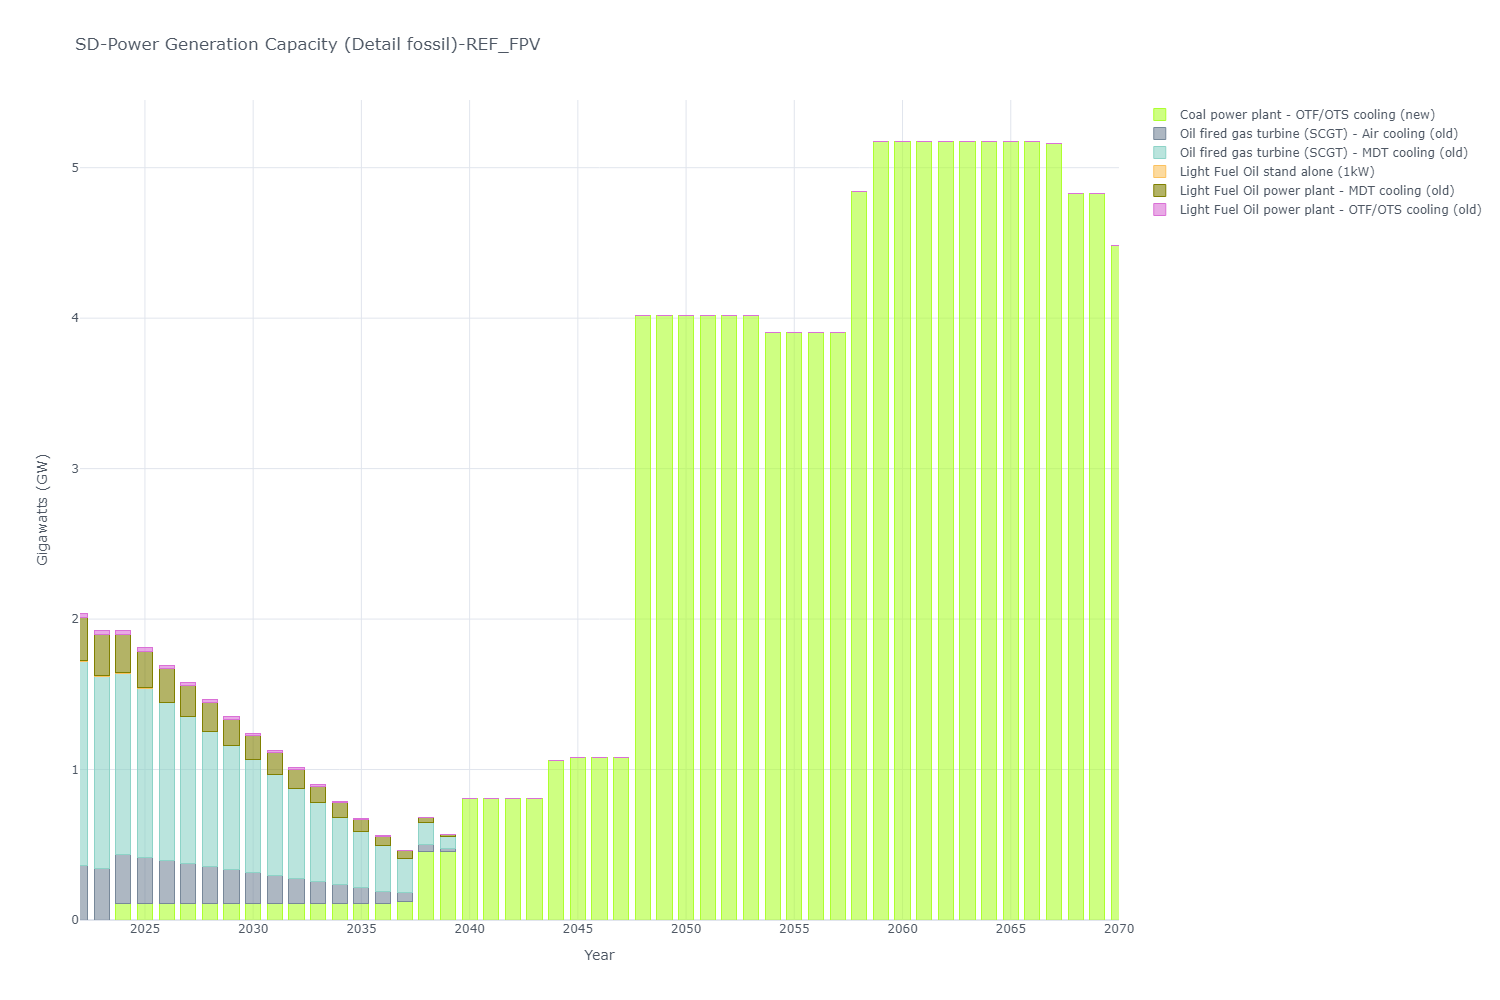 SD-Power Generation Capacity (Detail fossil)-REF_FPV
Coal power plant - OTF/OTS cooling (new)
Oil fired gas turbine (SCGT) - Air cooling (old)
Oil fired gas turbine (SCGT) - MDT cooling (old)
Light Fuel Oil stand alone (1kW)
Light Fuel Oil power plant - MDT cooling (old)
Light Fuel Oil power plant - OTF/OTS cooling (old)
5
4
3
2
1
0
Gigawatts (GW)
2025 2030 2035 2040 2045 2050 2055 2060 2065 2070
Year